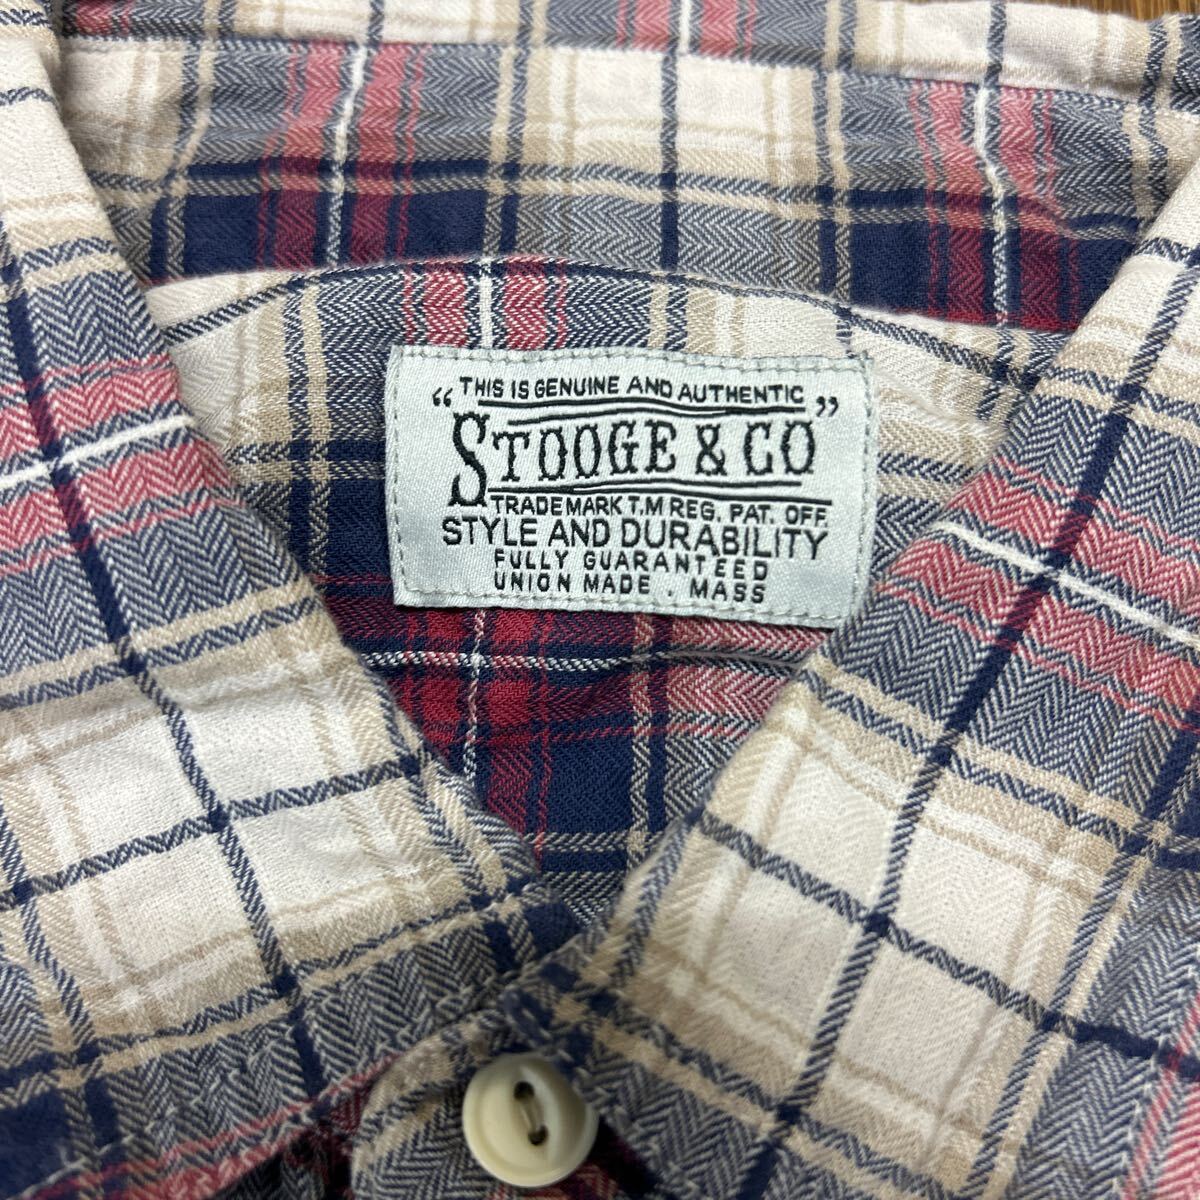 THIS IS GENUINE AND AUTHENTIC
“STOOGE & CO”
TRADEMARK T.M REG. PAT. OFF.
STYLE AND DURABILITY
FULLY GUARANTEED
UNION MADE . MASS